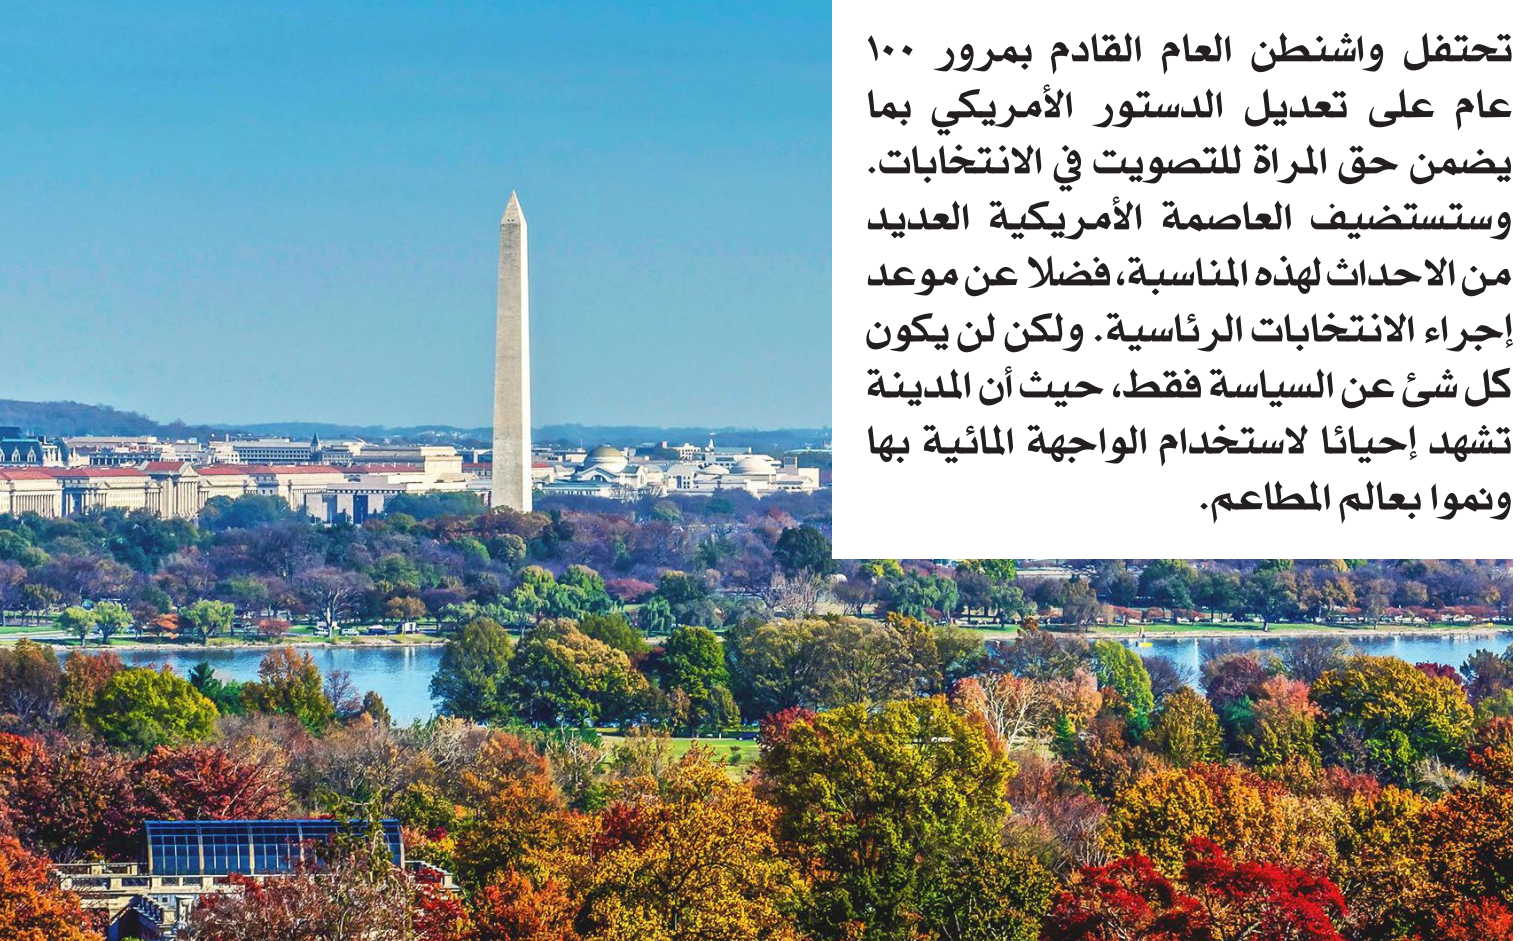 تحتفل واشنطن العام القادم بمرور ١٠٠
عام على تعديل الدستور الأمريكي بما
يضمن حق المراة للتصويت في الانتخابات.
وستستضيف العاصمة الأمريكية العديد
من الاحداث لهذه المناسبة، فضلا عن موعد
إجراء الانتخابات الرئاسية. ولكن لن يكون
كل شئ عن السياسة فقط، حيث أن المدينة
تشهد إحيائا لاستخدام الواجهة المائية بها
ونموا بعالم المطاعم.